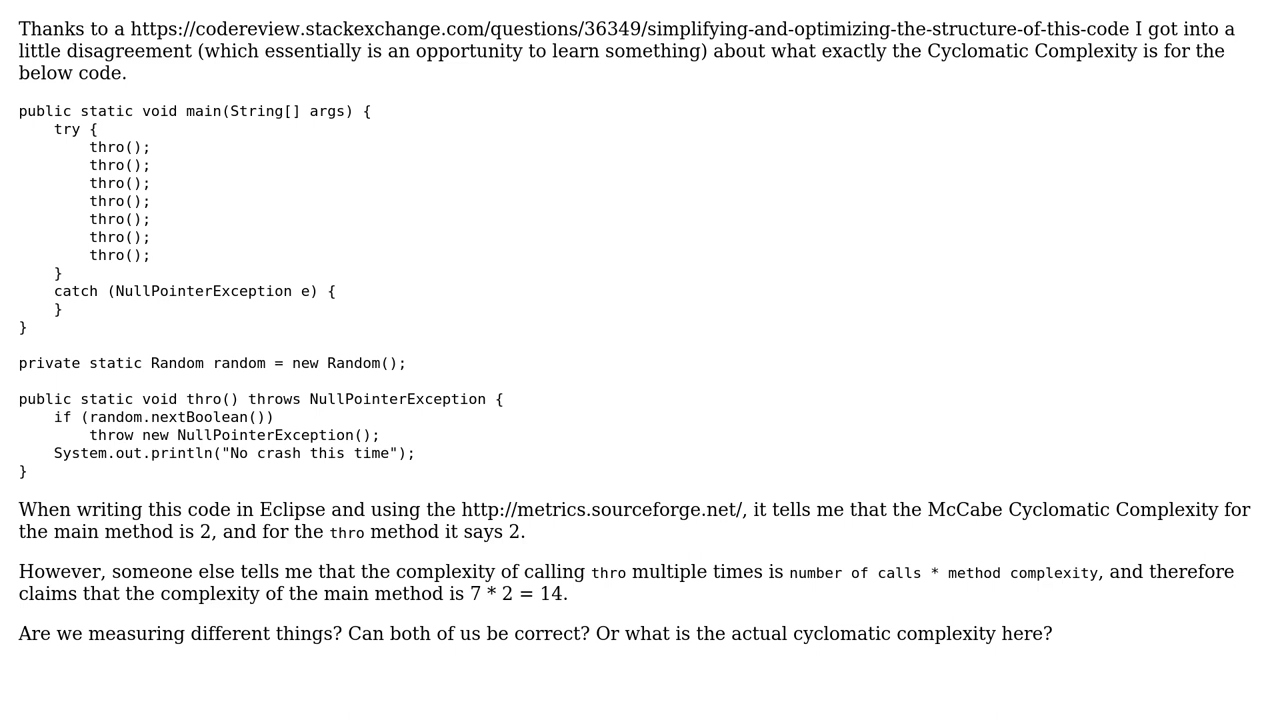 Thanks to a https://codereview.stackexchange.com/questions/36349/simplifying-and-optimizing-the-structure-of-this-code I got into a
little disagreement (which essentially is an opportunity to learn something) about what exactly the Cyclomatic Complexity is for the
below code.
public static void main(String[] args) {
    try {
        thro();
        thro();
        thro();
        thro();
        thro();
        thro();
        thro();
    }
    catch (NullPointerException e) {
    }
}
private static Random random = new Random();
public static void thro() throws NullPointerException {
    if (random.nextBoolean())
        throw new NullPointerException();
    System.out.println("No crash this time");
}
When writing this code in Eclipse and using the http://metrics.sourceforge.net/, it tells me that the McCabe Cyclomatic Complexity for
the main method is 2, and for the thro method it says 2.
However, someone else tells me that the complexity of calling thro multiple times is number of calls * method complexity, and therefore
claims that the complexity of the main method is 7 * 2 = 14.
Are we measuring different things? Can both of us be correct? Or what is the actual cyclomatic complexity here?